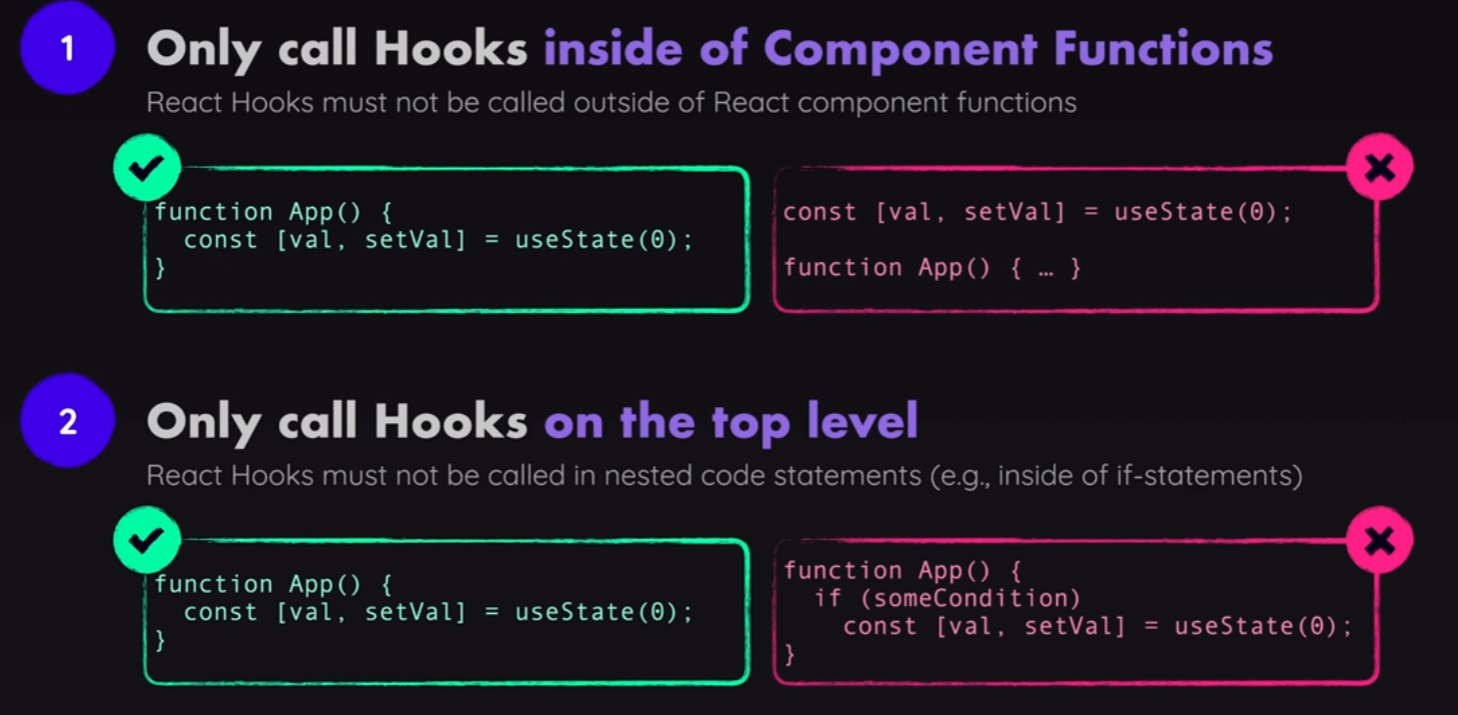 1
Only call Hooks inside of Component Functions
React Hooks must not be called outside of React component functions
function App() {
  const [val, setVal] = useState(0);
}
const [val, setVal] = useState(0);
function App() { … }
2
Only call Hooks on the top level
React Hooks must not be called in nested code statements (e.g., inside of if-statements)
function App() {
  const [val, setVal] = useState(0);
}
function App() {
  if (someCondition)
    const [val, setVal] = useState(0);
}